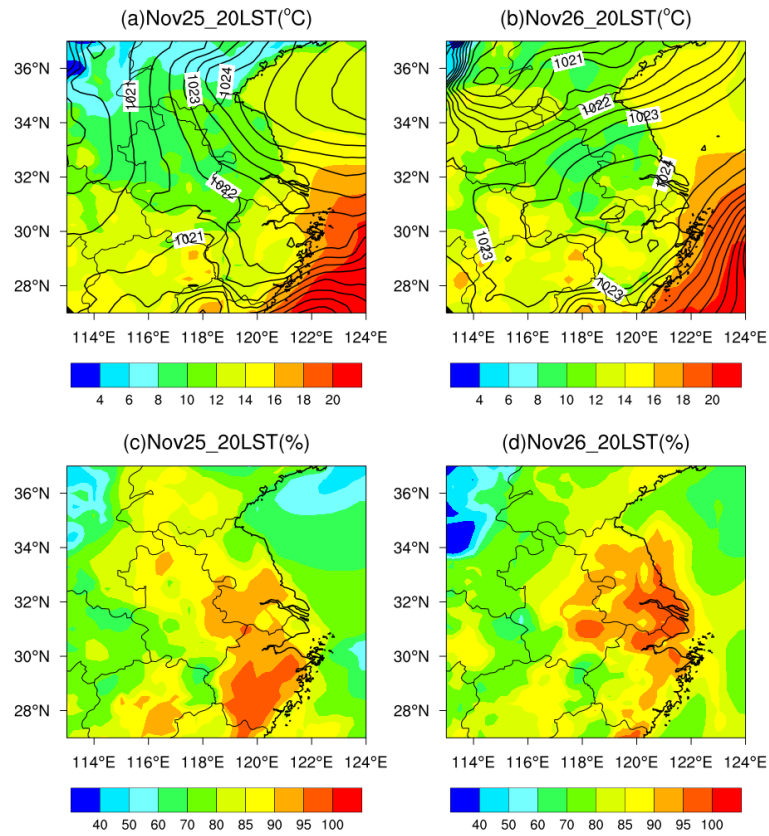 (a)Nov25_20LST(°C)
(b)Nov26_20LST(°C)
36°N
34°N
32°N
30°N
28°N
1021
1023
1024
1022
1021
114°E 116°E 118°E 120°E 122°E 124°E
36°N
34°N
32°N
30°N
28°N
1021
1022
1023
1024
1023
1023
114°E 116°E 118°E 120°E 122°E 124°E
4 6 8 10 12 14 16 18 20
4 6 8 10 12 14 16 18 20
(c)Nov25_20LST(%)
(d)Nov26_20LST(%)
36°N
34°N
32°N
30°N
28°N
114°E 116°E 118°E 120°E 122°E 124°E
36°N
34°N
32°N
30°N
28°N
114°E 116°E 118°E 120°E 122°E 124°E
40 50 60 70 80 85 90 95 100
40 50 60 70 80 85 90 95 100